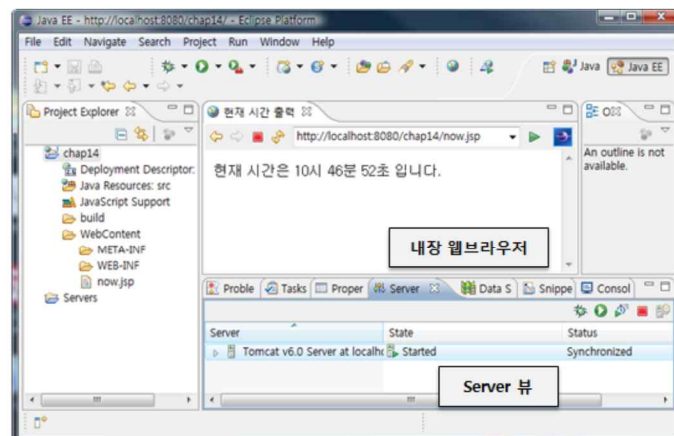 Java EE - http://localhost:8080/chap14/ - Eclipse Platform
File Edit Navigate Search Project Run Window Help
Java Java EE
Project Explorer
현재 시간 출력
http://localhost:8080/chap14/now.jsp
chap14
Deployment Descriptor:
Java Resources: src
JavaScript Support
build
WebContent
META-INF
WEB-INF
now.jsp
Servers
현재 시간은 10시 46분 52초 입니다.
내장 웹브라우저
An outline is not
available.
Proble Tasks Proper Server Data S Snippe Consol
Server State Status
Tomcat v6.0 Server at localhc Started Synchronized
Server 뷰